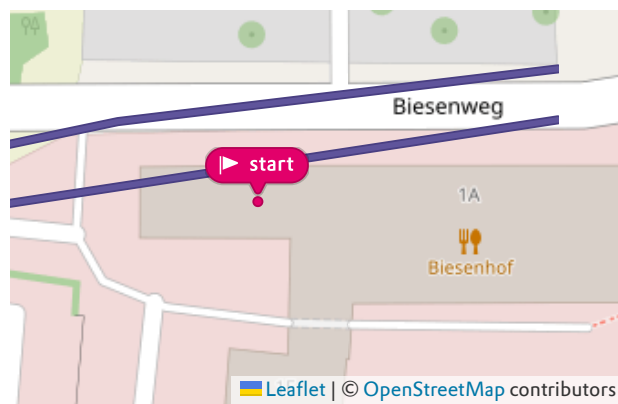 Biesenweg
start
1A
Biesenhof
Leaflet | © OpenStreetMap contributors